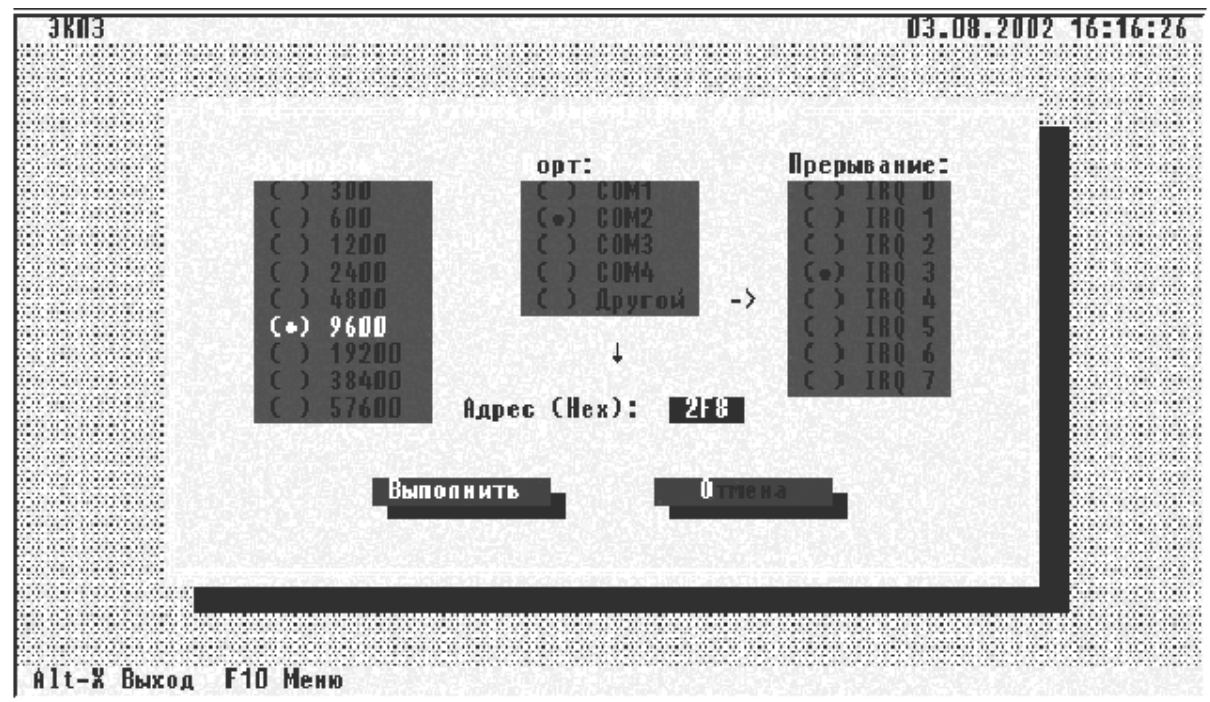 ЭКПЗ 03.08.2002 16:16:26
орт: Прерывание:
( ) 300 ( ) COM1 ( ) IRQ 0
( ) 600 (•) COM2 ( ) IRQ 1
( ) 1200 ( ) COM3 ( ) IRQ 2
( ) 2400 ( ) COM4 (•) IRQ 3
( ) 4800 ( ) Другой -> ( ) IRQ 4
(•) 9600 ( ) IRQ 5
( ) 19200 ↓ ( ) IRQ 6
( ) 38400 ( ) IRQ 7
( ) 57600 Адрес (Hex): 2F8
Выполнить Отмена
Alt-X Выход F10 Меню